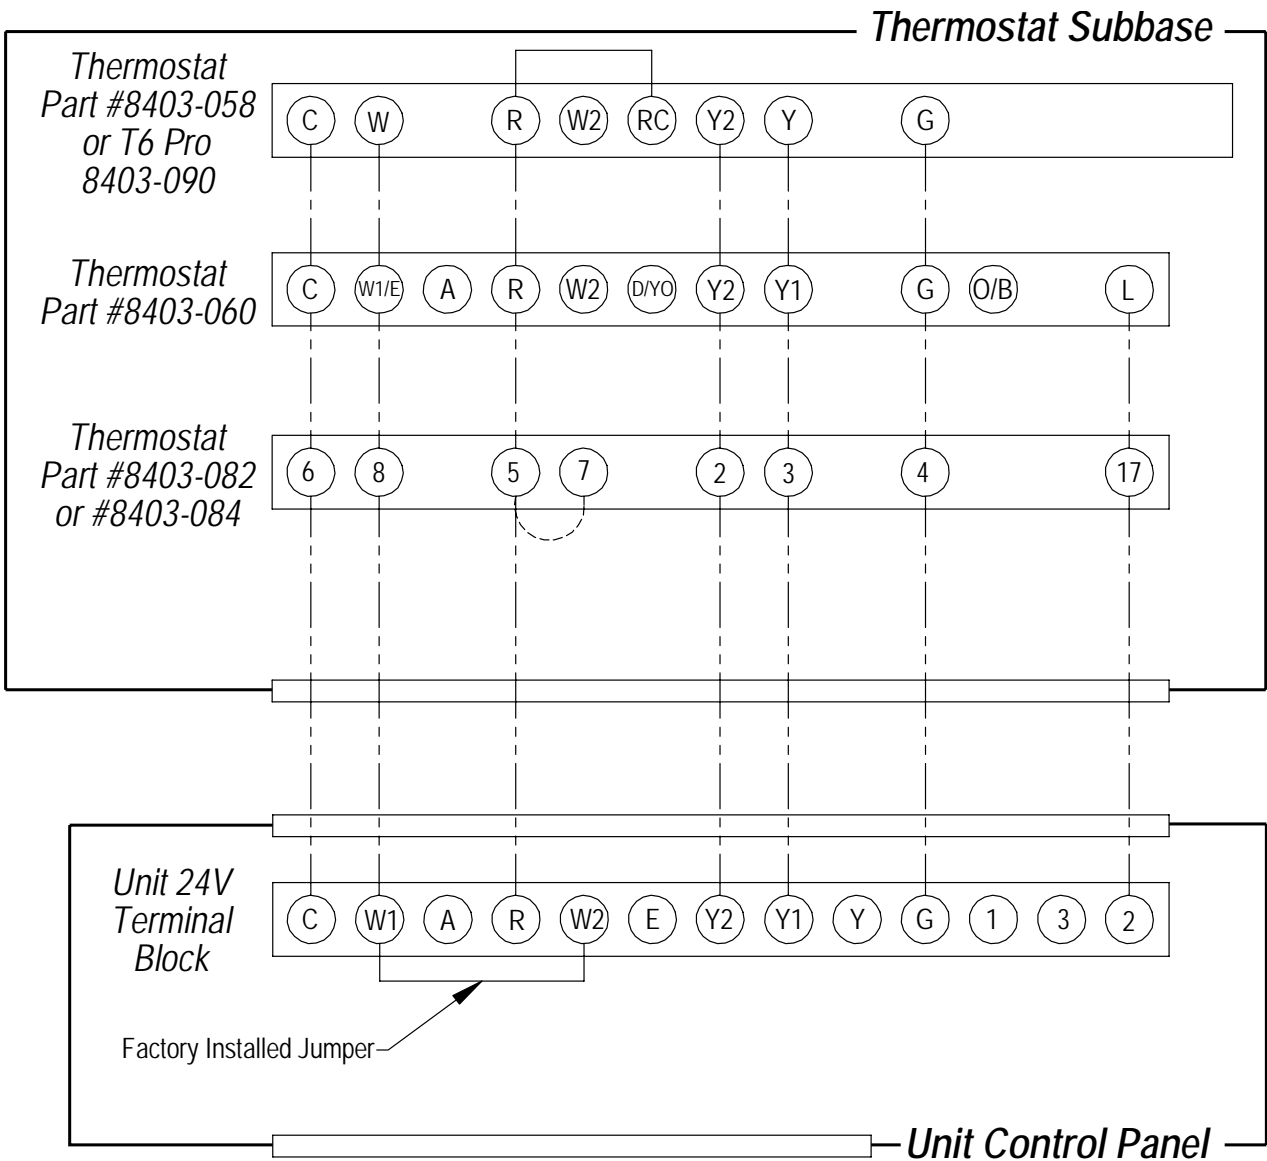 Thermostat Subbase
Thermostat
Part #8403-058
or T6 Pro
8403-090
C W R W2 RC Y2 Y G
Thermostat
Part #8403-060
C W1/E A R W2 D/YO Y2 Y1 G O/B L
Thermostat
Part #8403-082
or #8403-084
6 8 5 7 2 3 4 17
Unit 24V
Terminal
Block
C W1 A R W2 E Y2 Y1 Y G 1 3 2
Factory Installed Jumper
Unit Control Panel